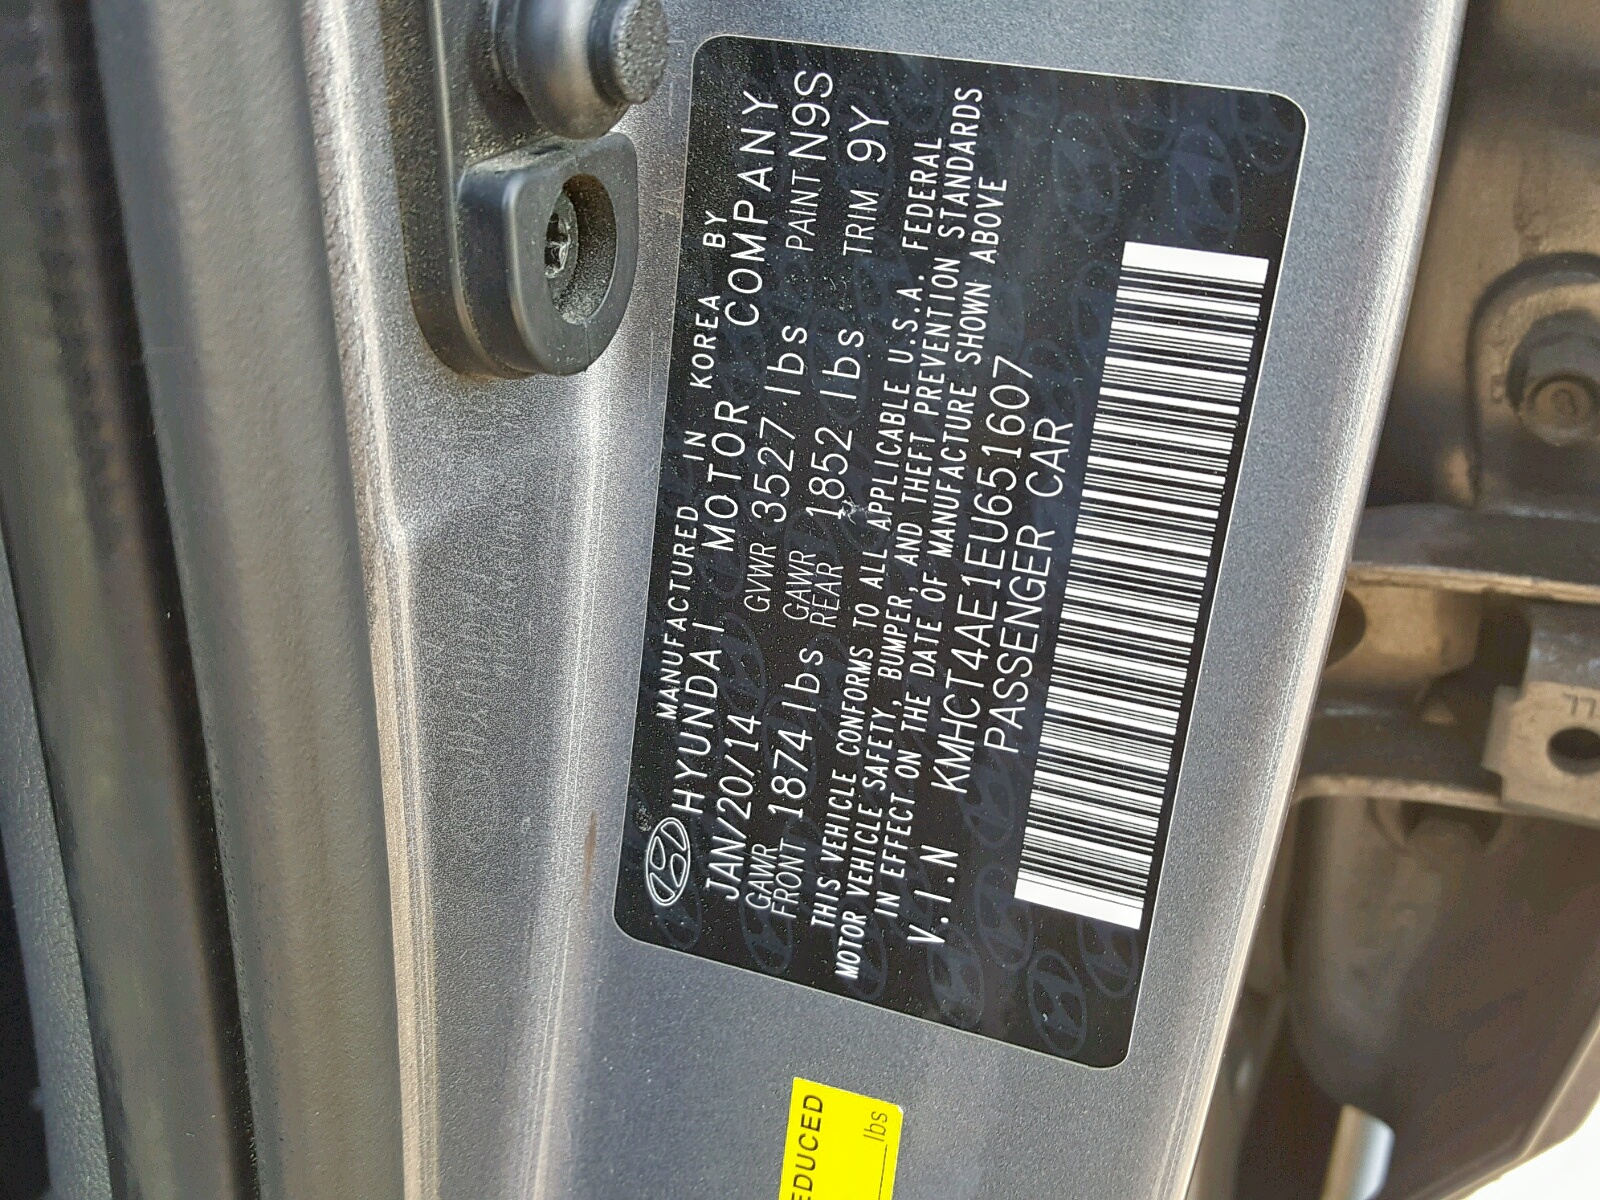 MANUFACTURED IN KOREA BY
HYUNDAI MOTOR COMPANY
JAN/20/14 GVWR 3527 lbs PAINT N9S
GAWR FRONT 1874 lbs GAWR REAR 1852 lbs TRIM 9Y
THIS VEHICLE CONFORMS TO ALL APPLICABLE U.S.A. FEDERAL
MOTOR VEHICLE SAFETY, BUMPER, AND THEFT PREVENTION STANDARDS
IN EFFECT ON THE DATE OF MANUFACTURE SHOWN ABOVE
V.I.N KMHCT4AE1EU651607
PASSENGER CAR
EDUCED
lbs